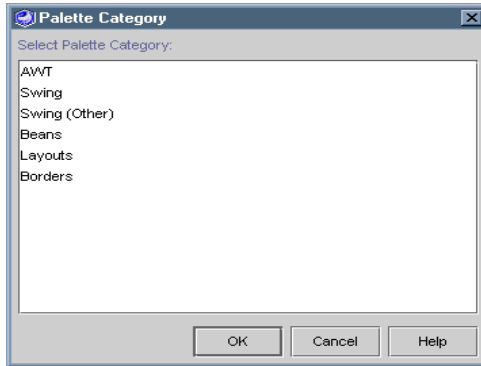 Palette Category
Select Palette Category:
AWT
Swing
Swing (Other)
Beans
Layouts
Borders
OK Cancel Help